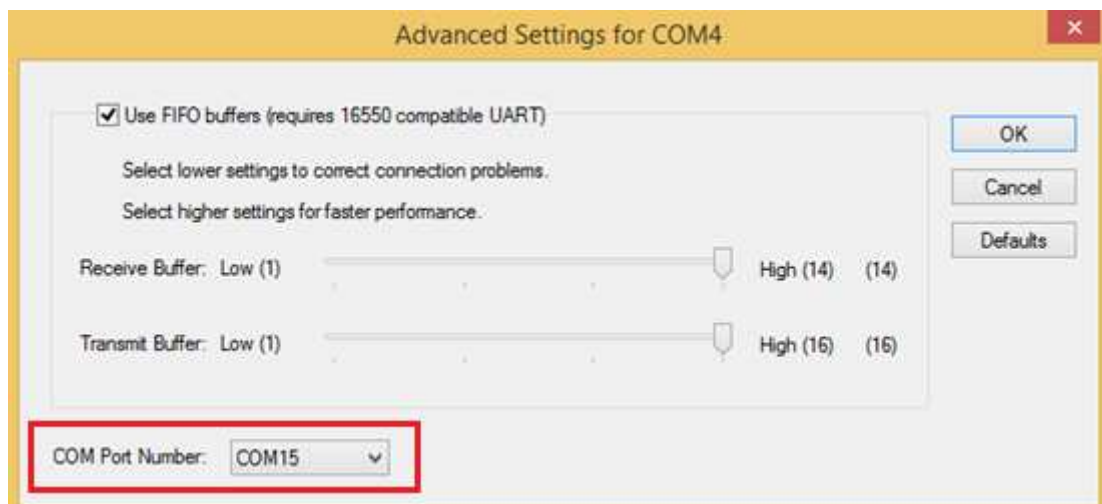 Advanced Settings for COM4
Use FIFO buffers (requires 16550 compatible UART)
OK
Select lower settings to correct connection problems.
Cancel
Select higher settings for faster performance.
Defaults
Receive Buffer: Low (1) High (14) (14)
Transmit Buffer: Low (1) High (16) (16)
COM Port Number: COM15